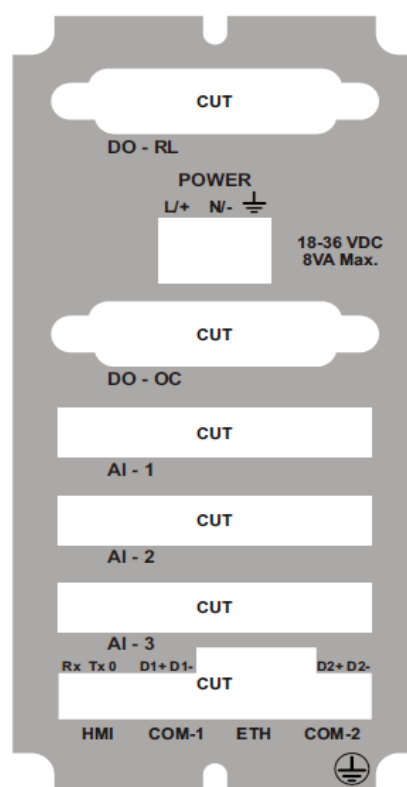 CUT
DO - RL
POWER
L/+ N/-
18-36 VDC
8VA Max.
CUT
DO - OC
CUT
AI - 1
CUT
AI - 2
CUT
AI - 3
Rx Tx 0 D1+ D1- D2+ D2-
CUT
HMI COM-1 ETH COM-2